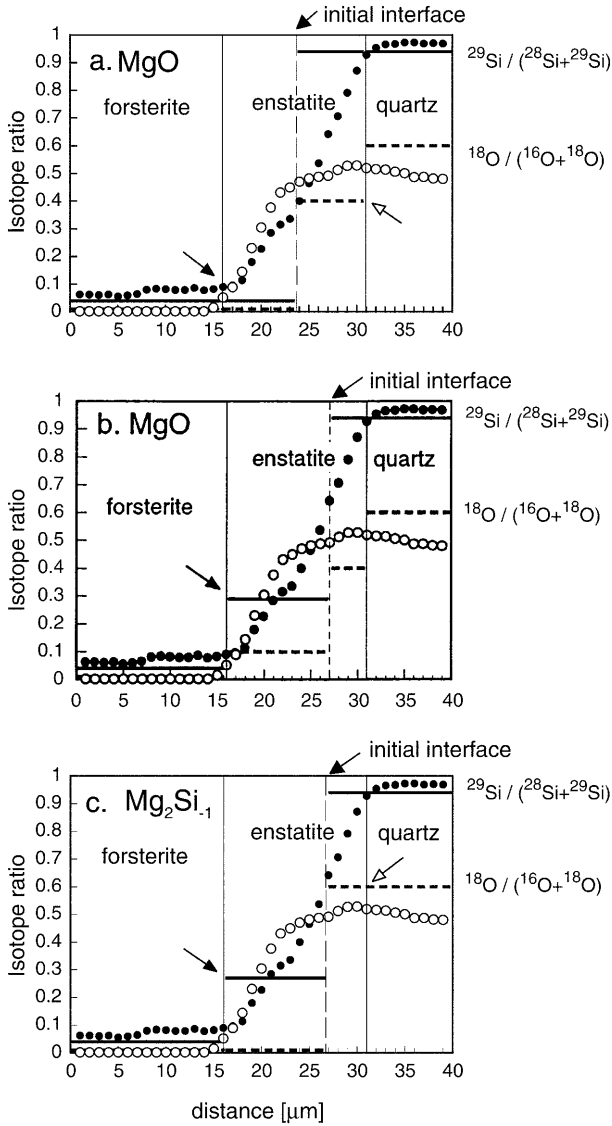 initial interface
a. MgO
forsterite
enstatite
quartz
29Si / (28Si+29Si)
18O / (16O+18O)
Isotope ratio
1
0.9
0.8
0.7
0.6
0.5
0.4
0.3
0.2
0.1
0
0 5 10 15 20 25 30 35 40
initial interface
b. MgO
forsterite
enstatite
quartz
29Si / (28Si+29Si)
18O / (16O+18O)
Isotope ratio
1
0.9
0.8
0.7
0.6
0.5
0.4
0.3
0.2
0.1
0
0 5 10 15 20 25 30 35 40
initial interface
c. Mg2Si-1
forsterite
enstatite
quartz
29Si / (28Si+29Si)
18O / (16O+18O)
Isotope ratio
1
0.9
0.8
0.7
0.6
0.5
0.4
0.3
0.2
0.1
0
0 5 10 15 20 25 30 35 40
distance [μm]